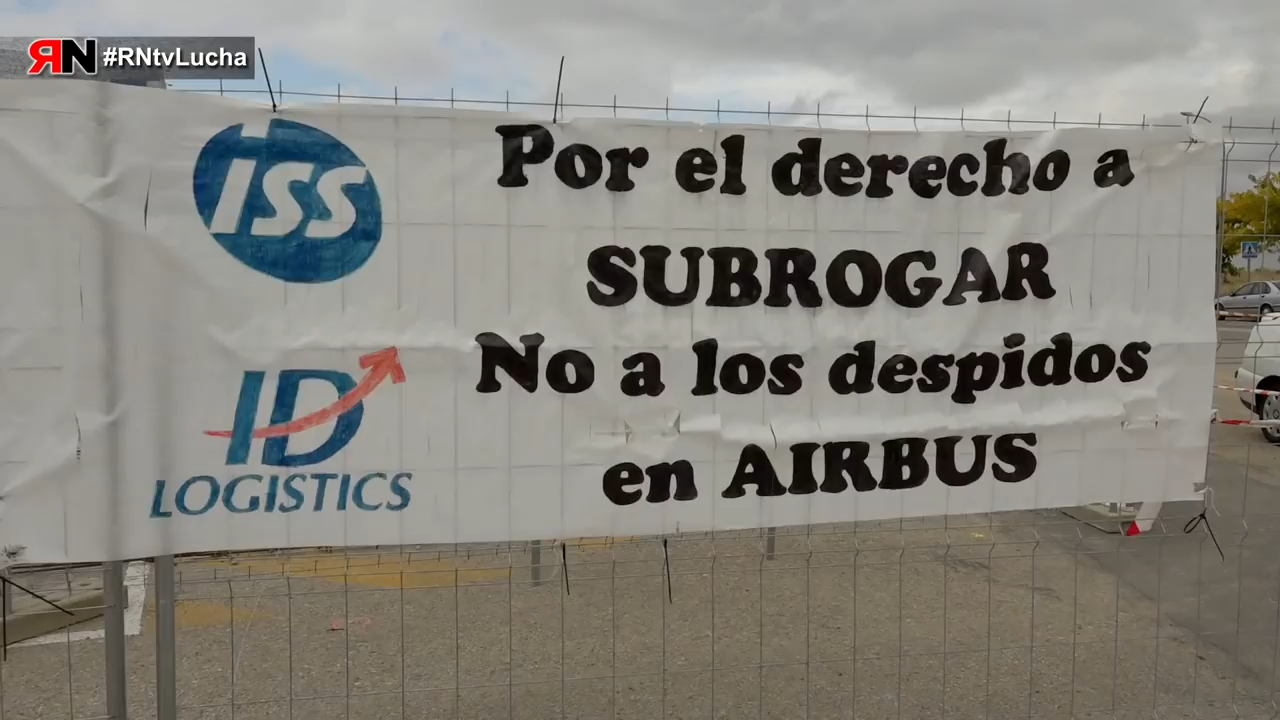 RN #RNtvLucha
ISS
ID
LOGISTICS
Por el derecho a
SUBROGAR
No a los despidos
en AIRBUS